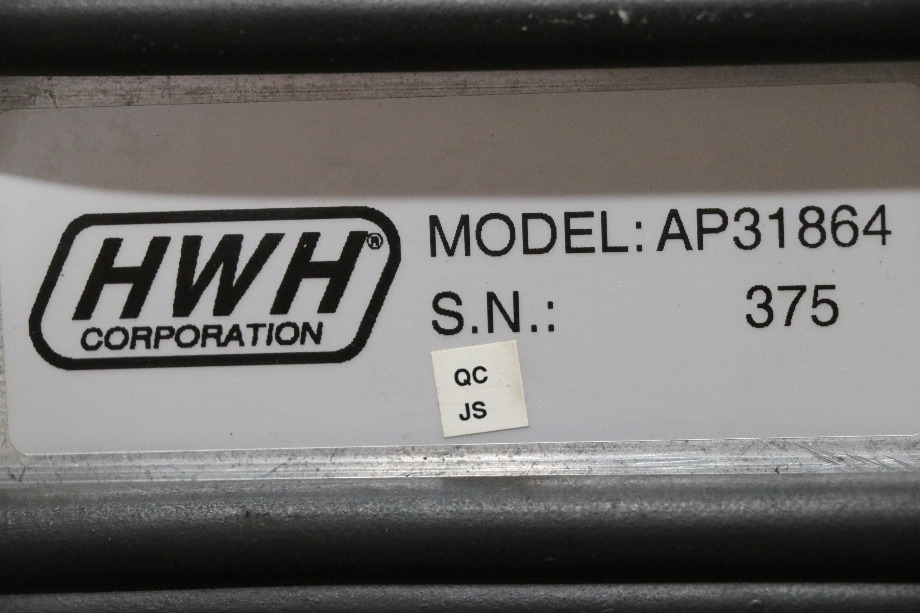 HWH®
CORPORATION
MODEL: AP31864
S.N.: 375
QC
JS